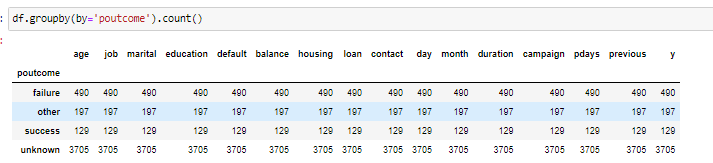 : df.groupby(by='poutcome').count()
:
age job marital education default balance housing loan contact day month duration campaign pdays previous y
poutcome
failure 490 490 490 490 490 490 490 490 490 490 490 490 490 490 490 490
other 197 197 197 197 197 197 197 197 197 197 197 197 197 197 197 197
success 129 129 129 129 129 129 129 129 129 129 129 129 129 129 129 129
unknown 3705 3705 3705 3705 3705 3705 3705 3705 3705 3705 3705 3705 3705 3705 3705 3705